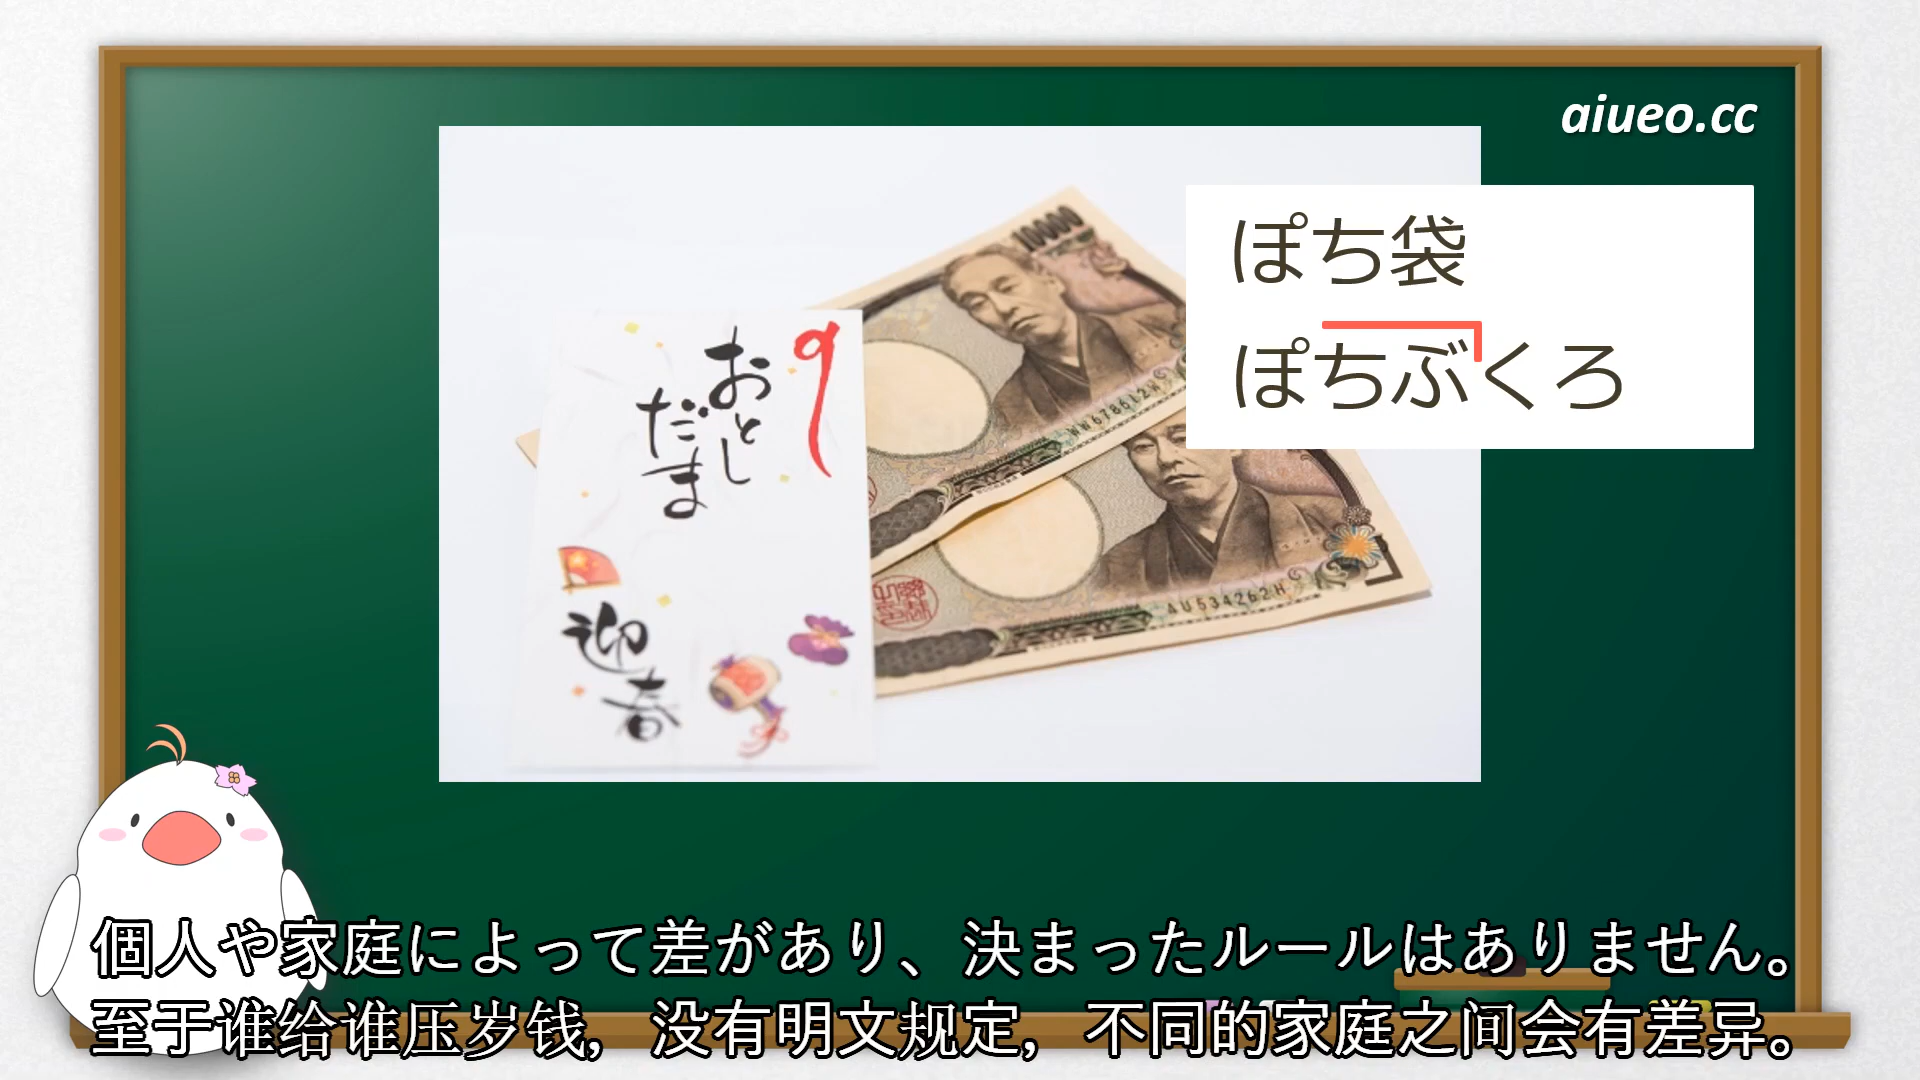 aiueo.cc
ぽち袋
ぽちぶくろ
おとし
だま
迎春
10000
WW678612W
AU534262H
個人や家庭によって差があり、決まったルールはありません。
至于谁给谁压岁钱，没有明文规定，不同的家庭之间会有差异。